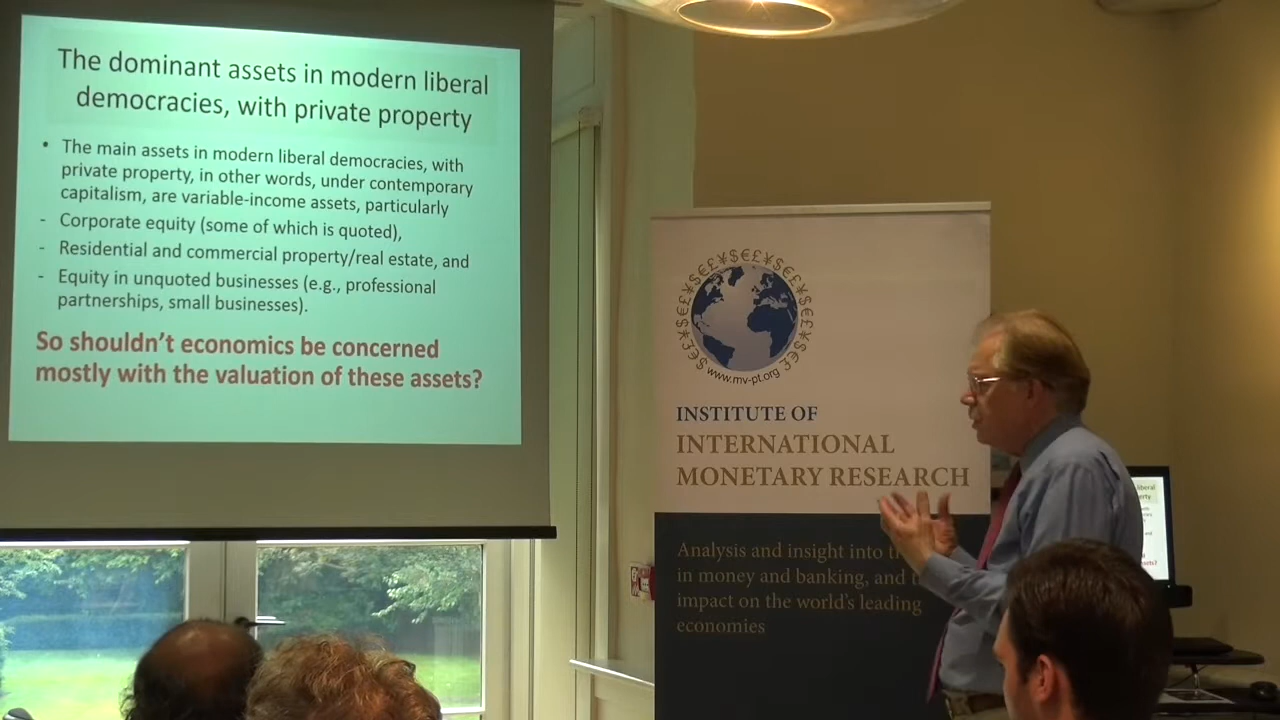 The dominant assets in modern liberal
democracies, with private property
• The main assets in modern liberal democracies, with
private property, in other words, under contemporary
capitalism, are variable-income assets, particularly
- Corporate equity (some of which is quoted),
- Residential and commercial property/real estate, and
- Equity in unquoted businesses (e.g., professional
partnerships, small businesses).
So shouldn't economics be concerned
mostly with the valuation of these assets?
www.mv-pt.org
INSTITUTE OF
INTERNATIONAL
MONETARY RESEARCH
Analysis and insight into
in money and banking, and
impact on the world's leading
economies